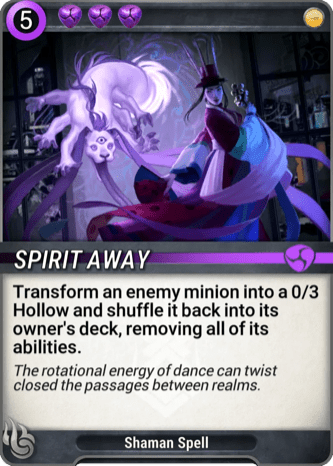 5
SPIRIT AWAY
Transform an enemy minion into a 0/3
Hollow and shuffle it back into its
owner's deck, removing all of its
abilities.
The rotational energy of dance can twist
closed the passages between realms.
Shaman Spell